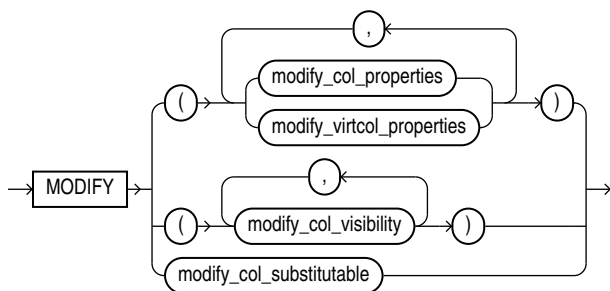 ,
modify_col_properties
( )
modify_virtcol_properties
MODIFY
,
( modify_col_visibility )
modify_col_substitutable